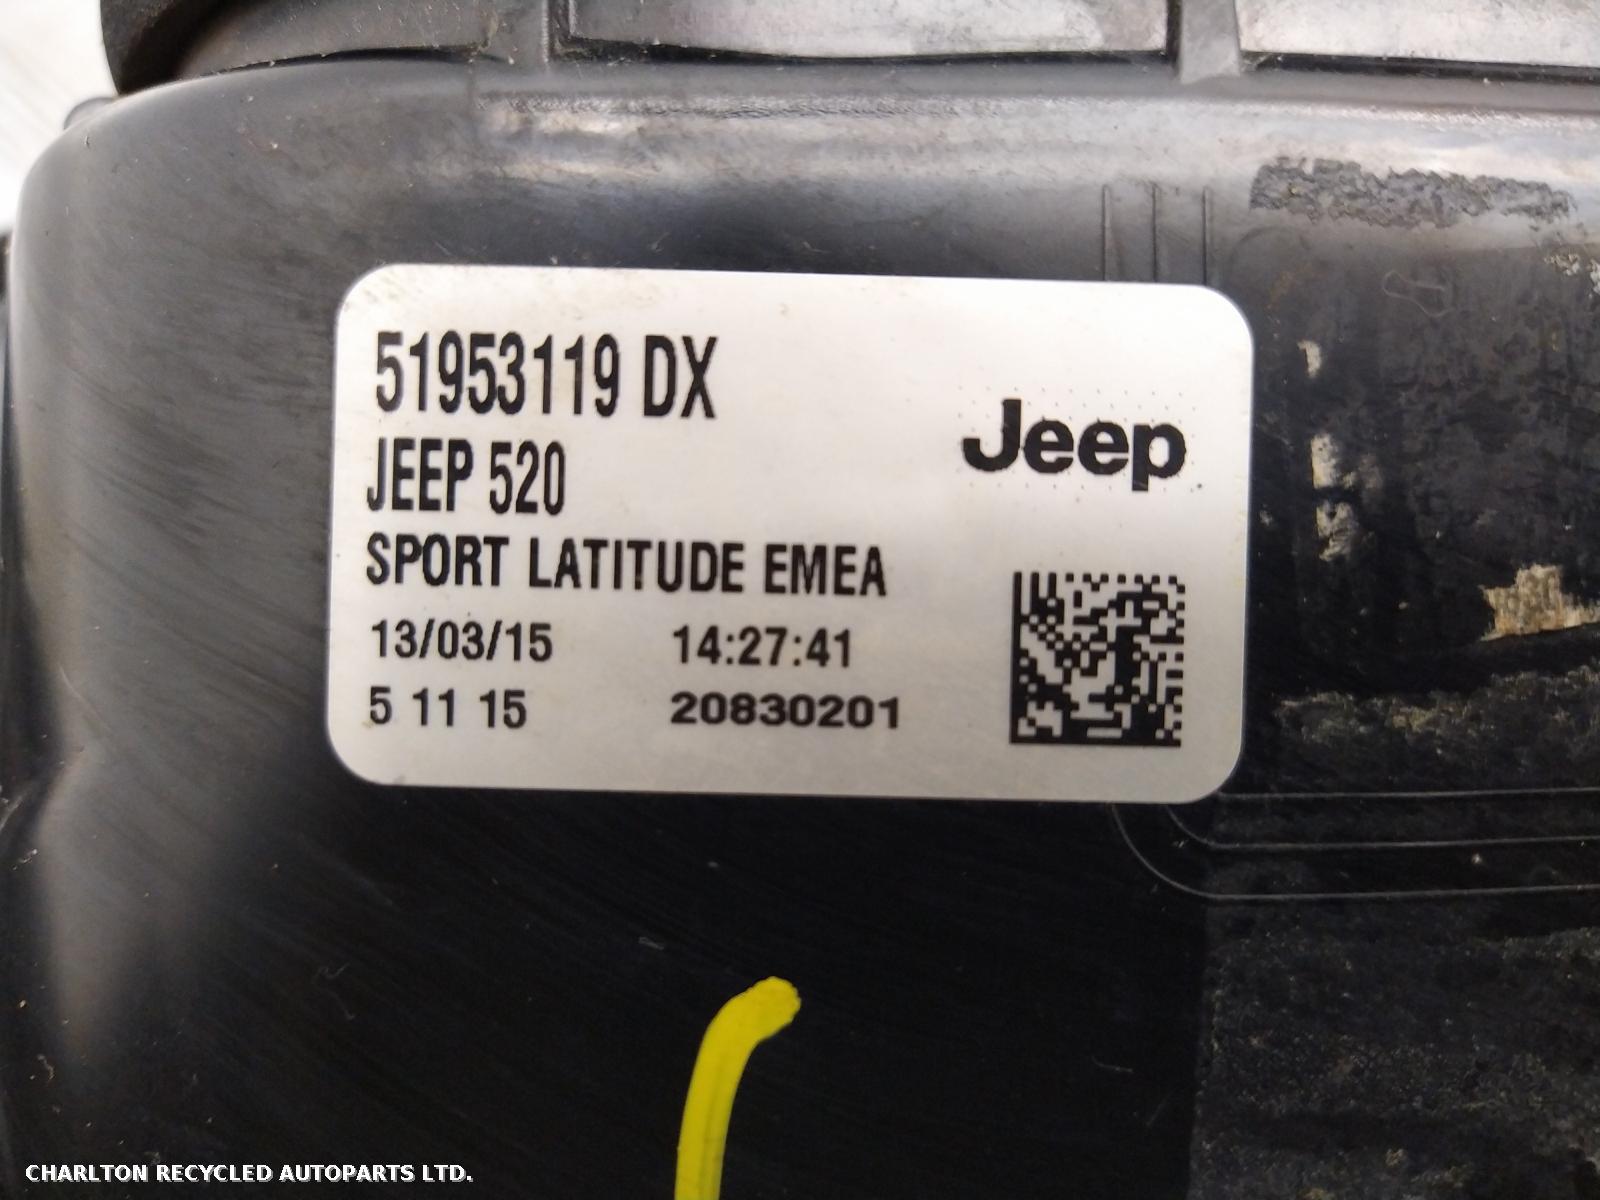 51953119 DX
JEEP 520
Jeep
SPORT LATITUDE EMEA
13/03/15 14:27:41
5 11 15 20830201
CHARLTON RECYCLED AUTOPARTS LTD.